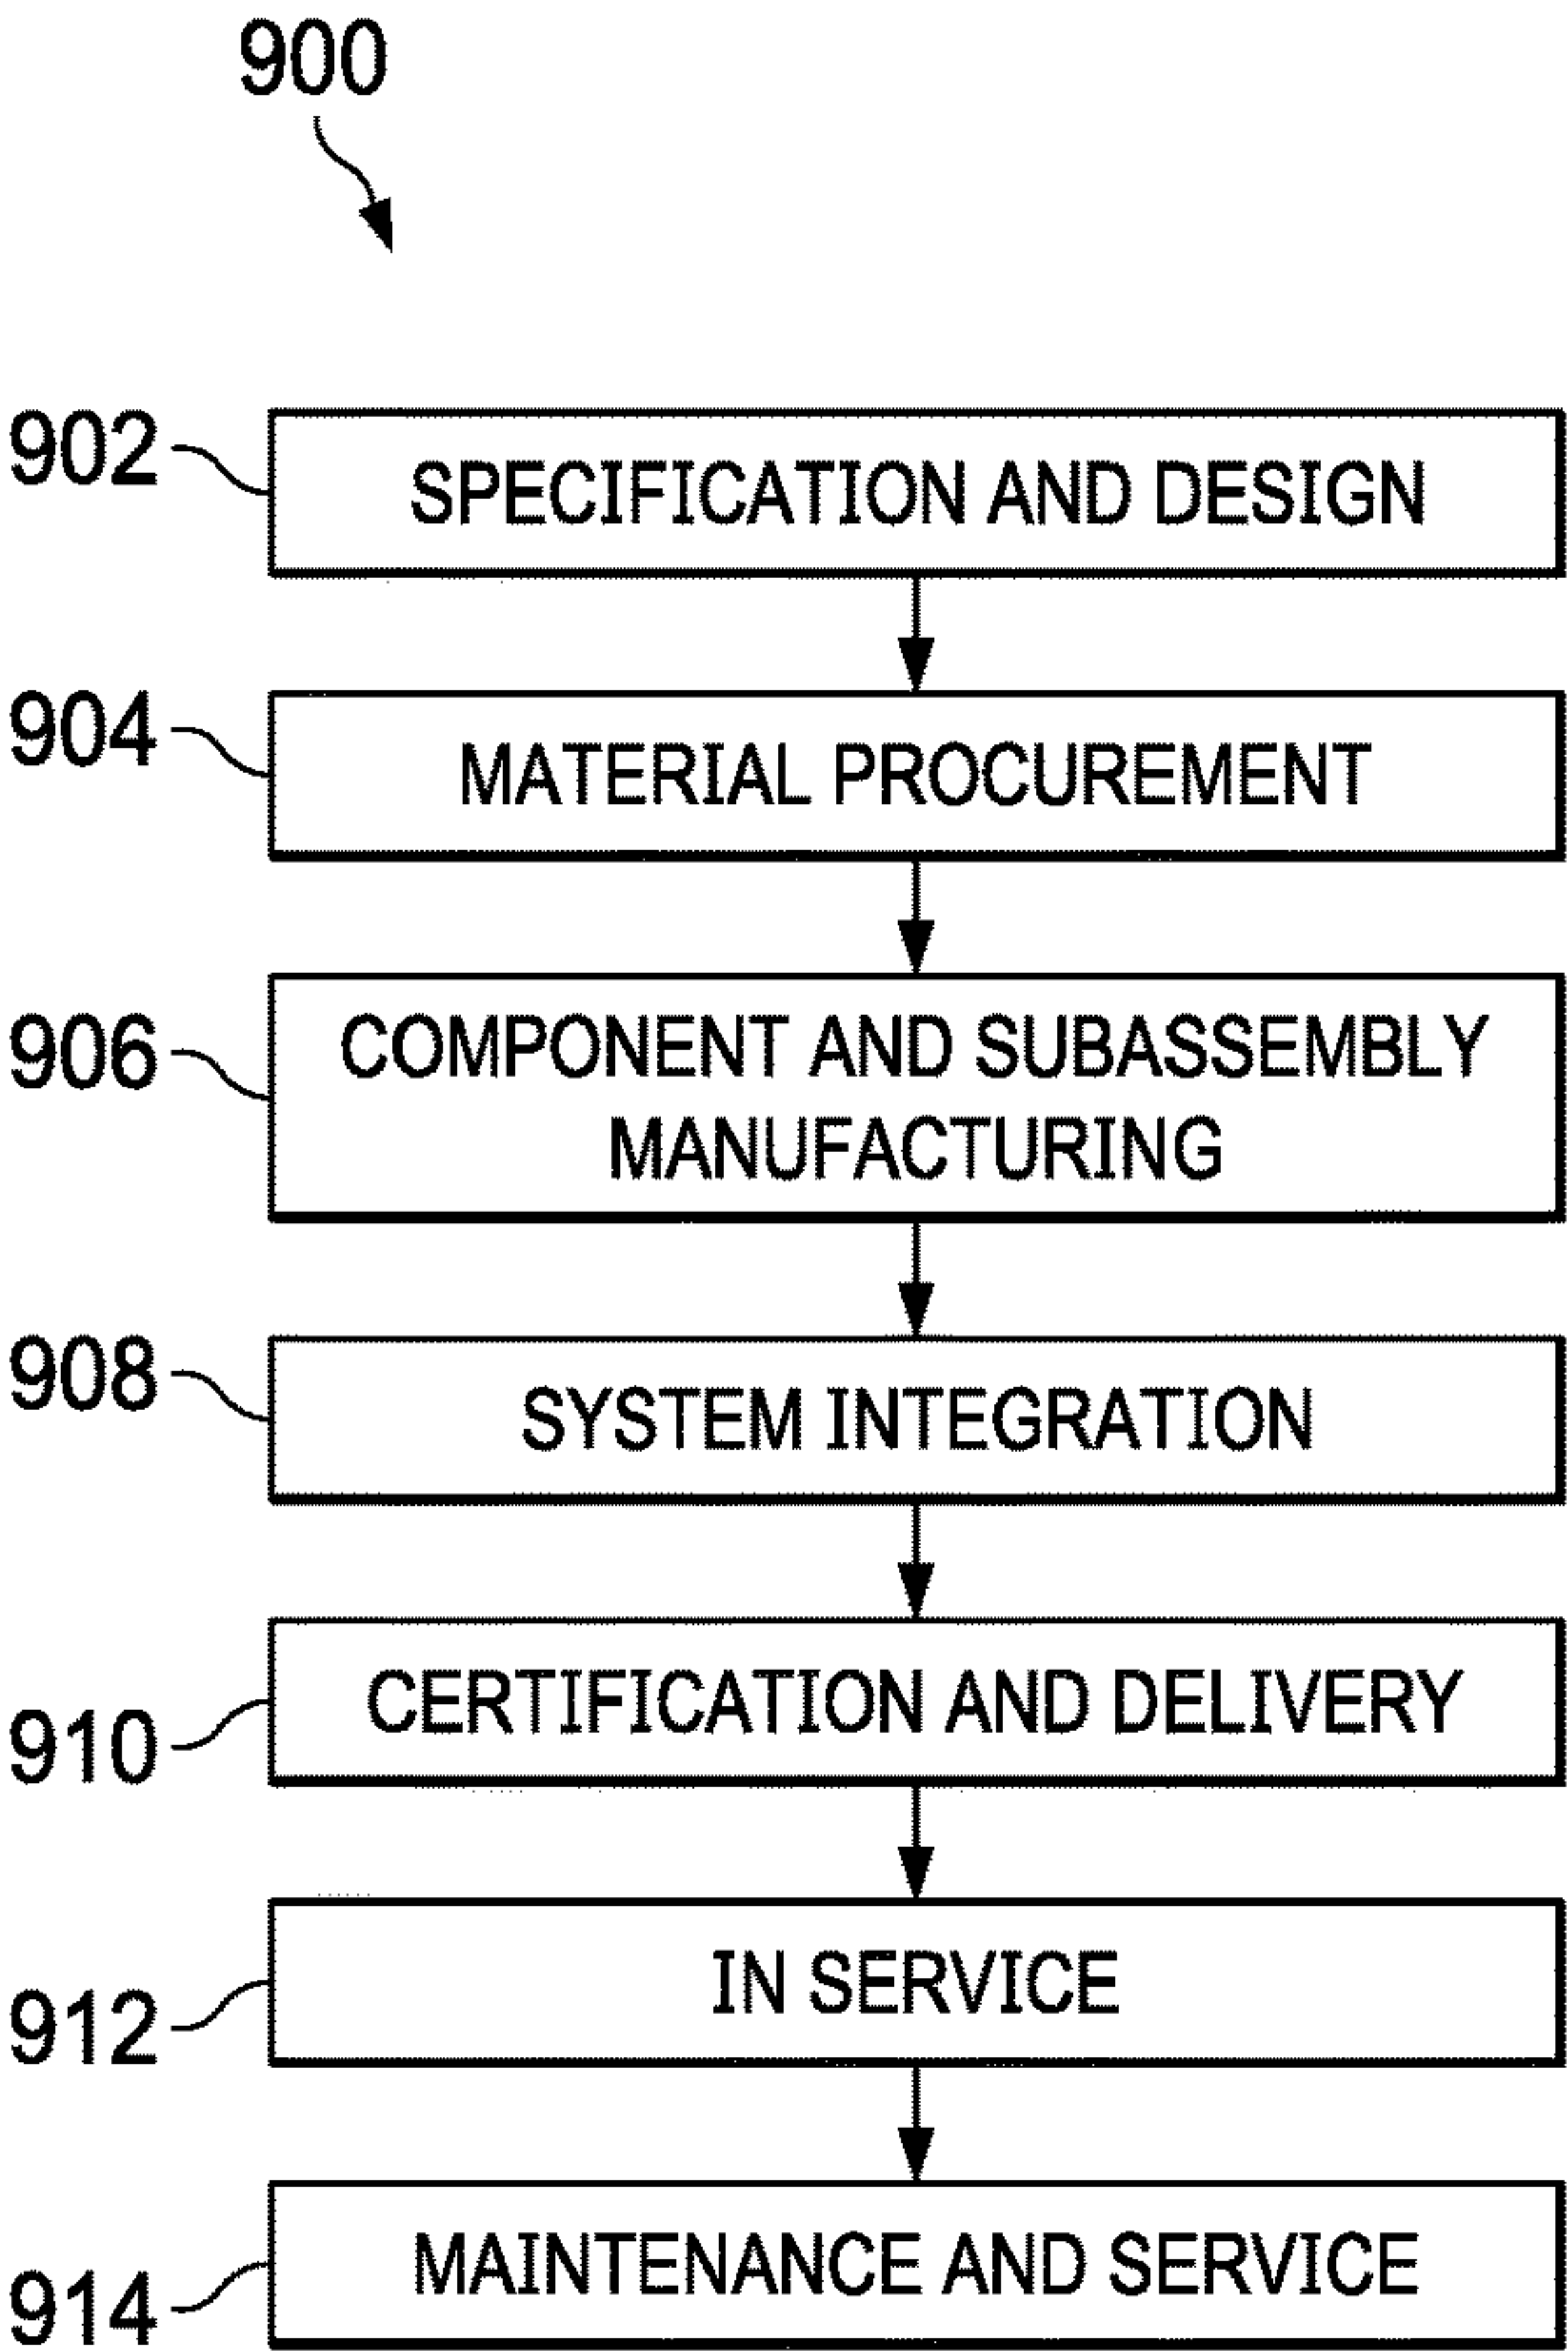 900
902
SPECIFICATION AND DESIGN
904
MATERIAL PROCUREMENT
906
COMPONENT AND SUBASSEMBLY
MANUFACTURING
908
SYSTEM INTEGRATION
910
CERTIFICATION AND DELIVERY
912
IN SERVICE
914
MAINTENANCE AND SERVICE